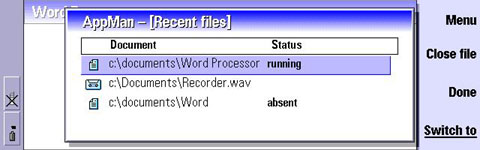 Word
AppMan – [Recent files]
Document Status
c:\documents\Word Processor running
c:\Documents\Recorder.wav
c:\documents\Word absent
Menu
Close file
Done
Switch to